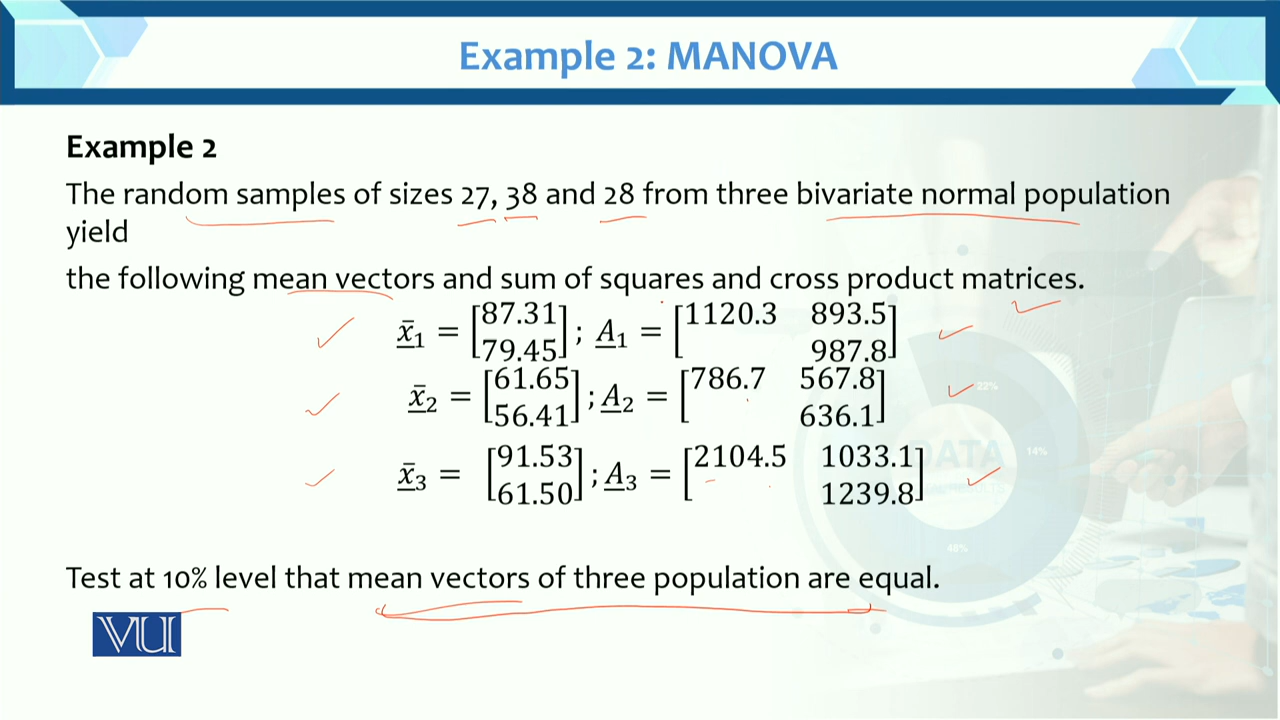 Example 2: MANOVA
Example 2
The random samples of sizes 27, 38 and 28 from three bivariate normal population
yield
the following mean vectors and sum of squares and cross product matrices.
x̄₁ = [87.31 79.45] ; A₁ = [1120.3 893.5 987.8]
x̄₂ = [61.65 56.41] ; A₂ = [786.7 567.8 636.1]
x̄₃ = [91.53 61.50] ; A₃ = [2104.5 1033.1 1239.8]
22%
DATA
14%
48%
Test at 10% level that mean vectors of three population are equal.
VU